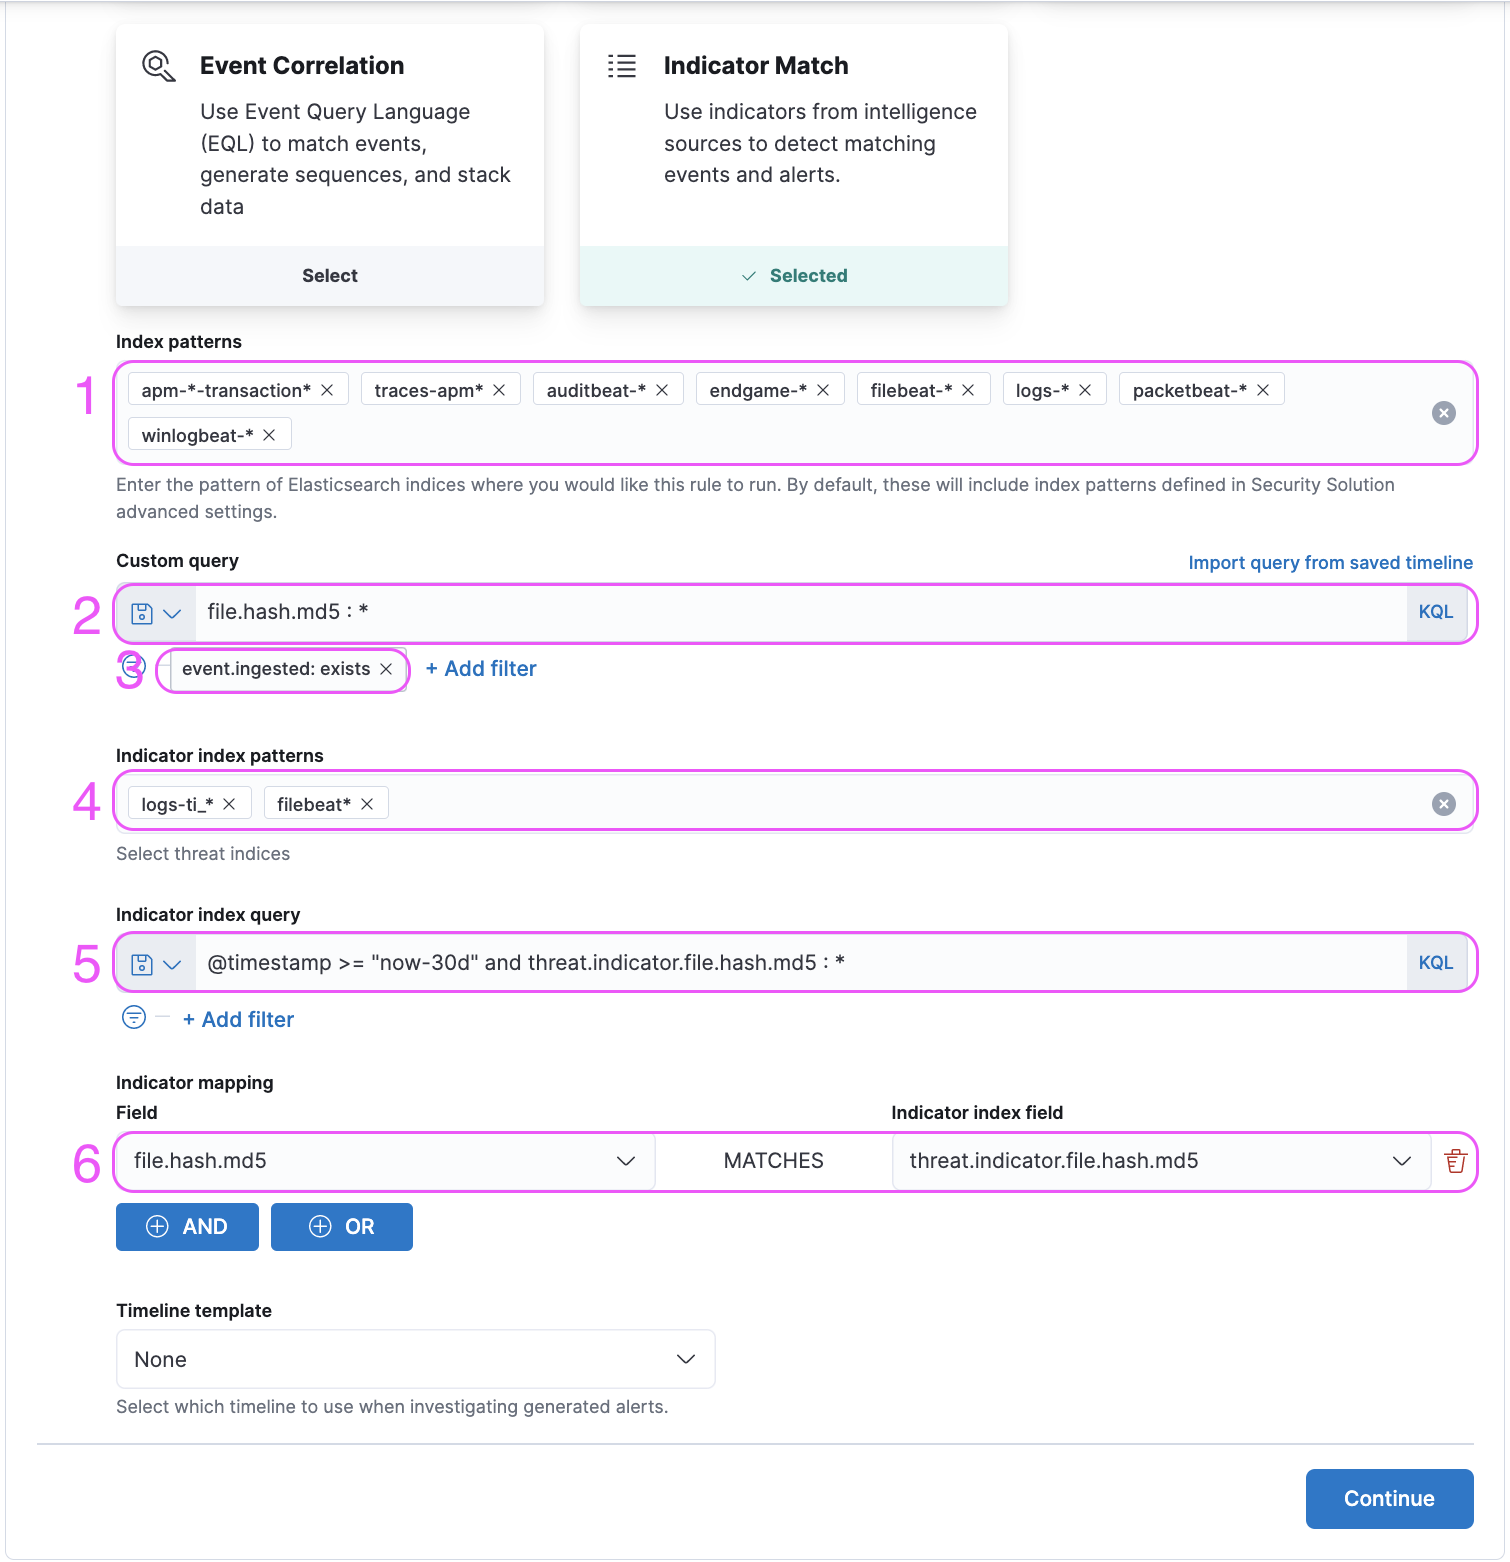 Event Correlation
Use Event Query Language
(EQL) to match events,
generate sequences, and stack
data
Select
Indicator Match
Use indicators from intelligence
sources to detect matching
events and alerts.
Selected
Index patterns
1
apm-*-transaction* traces-apm* auditbeat-* endgame-* filebeat-* logs-* packetbeat-*
winlogbeat-*
Enter the pattern of Elasticsearch indices where you would like this rule to run. By default, these will include index patterns defined in Security Solution
advanced settings.
Custom query Import query from saved timeline
2 file.hash.md5 : * KQL
3 event.ingested: exists + Add filter
Indicator index patterns
4 logs-ti_* filebeat*
Select threat indices
Indicator index query
5 @timestamp >= "now-30d" and threat.indicator.file.hash.md5 : * KQL
+ Add filter
Indicator mapping
Field Indicator index field
6 file.hash.md5 MATCHES threat.indicator.file.hash.md5
AND OR
Timeline template
None
Select which timeline to use when investigating generated alerts.
Continue